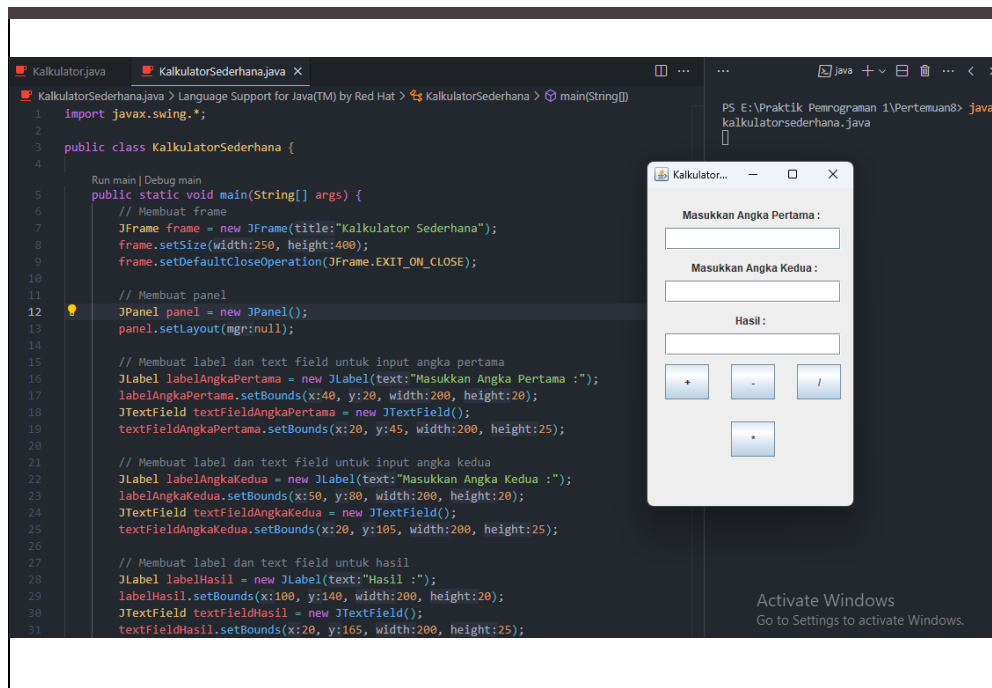 Kalkulator.java
KalkulatorSederhana.java
KalkulatorSederhana.java > Language Support for Java(TM) by Red Hat > KalkulatorSederhana > main(String[])
1 import javax.swing.*;
2
3 public class KalkulatorSederhana {
4
Run main | Debug main
5 public static void main(String[] args) {
6 // Membuat frame
7 JFrame frame = new JFrame(title:"Kalkulator Sederhana");
8 frame.setSize(width:250, height:400);
9 frame.setDefaultCloseOperation(JFrame.EXIT_ON_CLOSE);
10
11 // Membuat panel
12 JPanel panel = new JPanel();
13 panel.setLayout(mgr:null);
14
15 // Membuat label dan text field untuk input angka pertama
16 JLabel labelAngkaPertama = new JLabel(text:"Masukkan Angka Pertama :");
17 labelAngkaPertama.setBounds(x:40, y:20, width:200, height:20);
18 JTextField textFieldAngkaPertama = new JTextField();
19 textFieldAngkaPertama.setBounds(x:20, y:45, width:200, height:25);
20
21 // Membuat label dan text field untuk input angka kedua
22 JLabel labelAngkaKedua = new JLabel(text:"Masukkan Angka Kedua :");
23 labelAngkaKedua.setBounds(x:50, y:80, width:200, height:20);
24 JTextField textFieldAngkaKedua = new JTextField();
25 textFieldAngkaKedua.setBounds(x:20, y:105, width:200, height:25);
26
27 // Membuat label dan text field untuk hasil
28 JLabel labelHasil = new JLabel(text:"Hasil :");
29 labelHasil.setBounds(x:100, y:140, width:200, height:20);
30 JTextField textFieldHasil = new JTextField();
31 textFieldHasil.setBounds(x:20, y:165, width:200, height:25);
java
PS E:\Praktik Pemrograman 1\Pertemuan8> java
kalkulatorsederhana.java
Kalkulator...
Masukkan Angka Pertama :
Masukkan Angka Kedua :
Hasil :
+ - /
*
Activate Windows
Go to Settings to activate Windows.